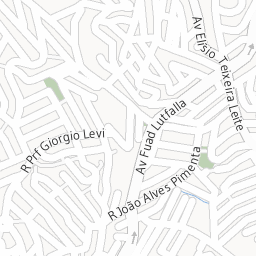 Av Elísio Teixeira Leite
Av Fuad Lutfalla
R Prf Giorgio Levi
R João Alves Pimenta